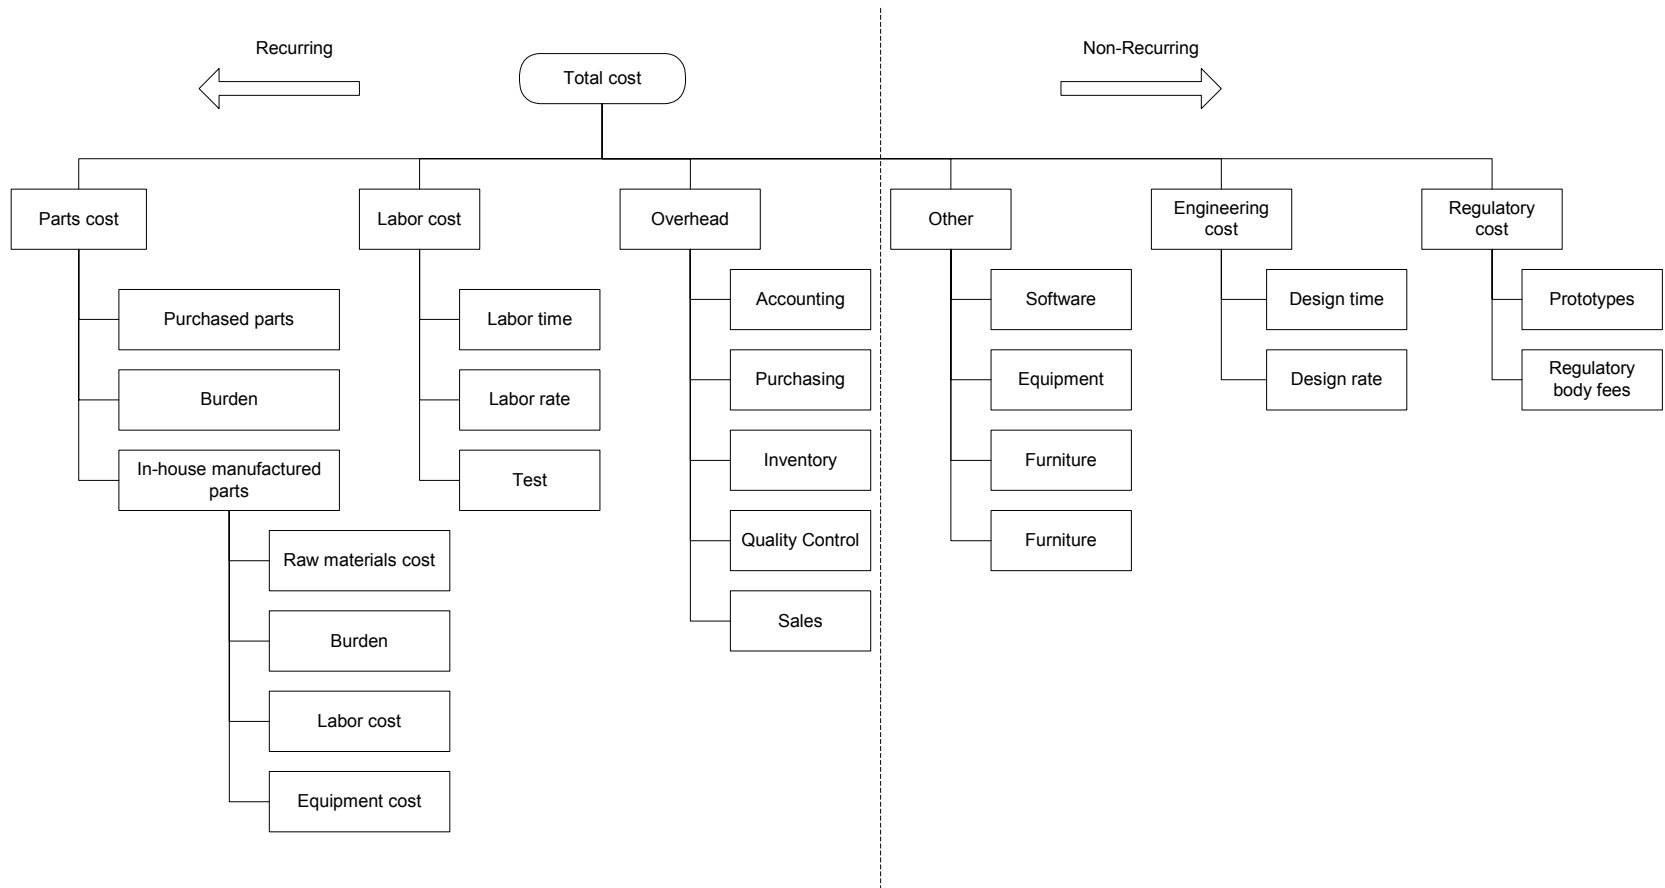 Recurring
Non-Recurring
Total cost
Parts cost
Labor cost
Overhead
Other
Engineering
cost
Regulatory
cost
Purchased parts
Burden
In-house manufactured
parts
Raw materials cost
Burden
Labor cost
Equipment cost
Labor time
Labor rate
Test
Accounting
Purchasing
Inventory
Quality Control
Sales
Software
Equipment
Furniture
Furniture
Design time
Design rate
Prototypes
Regulatory
body fees